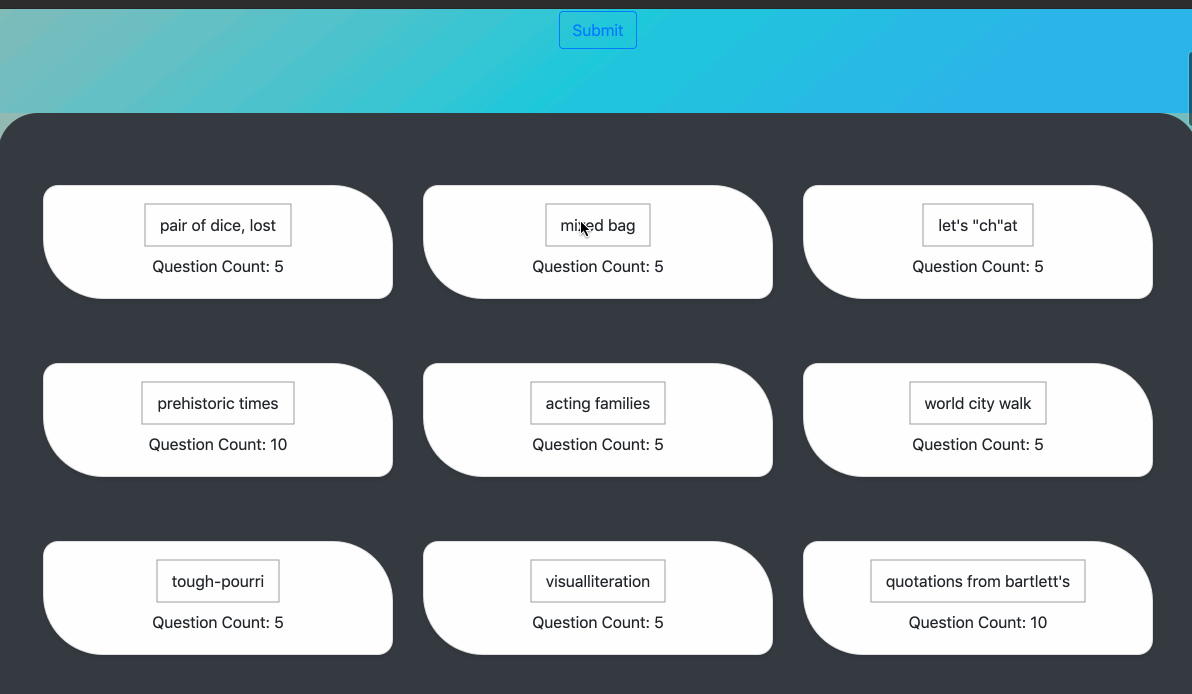 Submit
pair of dice, lost
Question Count: 5
mixed bag
Question Count: 5
let's "ch"at
Question Count: 5
prehistoric times
Question Count: 10
acting families
Question Count: 5
world city walk
Question Count: 5
tough-pourri
Question Count: 5
visualliteration
Question Count: 5
quotations from bartlett's
Question Count: 10